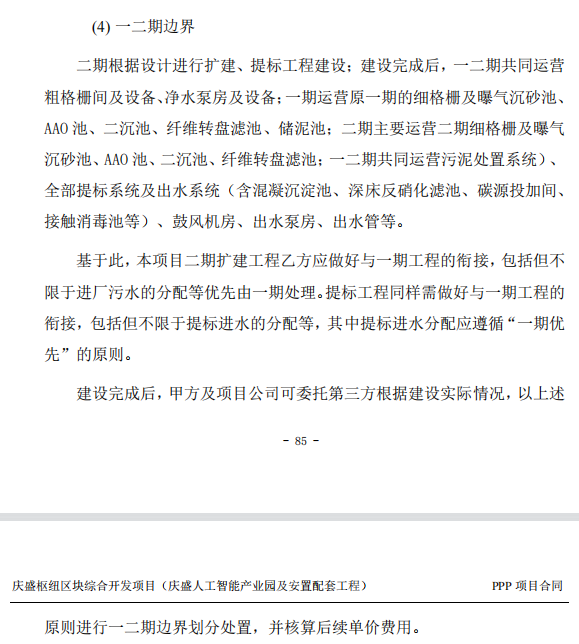 (4) 一二期边界
二期根据设计进行扩建、提标工程建设；建设完成后，一二期共同运营
粗格栅间及设备、净水泵房及设备；一期运营原一期的细格栅及曝气沉砂池、
AAO 池、二沉池、纤维转盘滤池、储泥池；二期主要运营二期细格栅及曝气
沉砂池、AAO 池、二沉池、纤维转盘滤池；一二期共同运营污泥处置系统）、
全部提标系统及出水系统（含混凝沉淀池、深床反硝化滤池、碳源投加间、
接触消毒池等）、鼓风机房、出水泵房、出水管等。
基于此，本项目二期扩建工程乙方应做好与一期工程的衔接，包括但不
限于进厂污水的分配等优先由一期处理。提标工程同样需做好与一期工程的
衔接，包括但不限于提标进水的分配等，其中提标进水分配应遵循“一期优
先”的原则。
建设完成后，甲方及项目公司可委托第三方根据建设实际情况，以上述
- 85 -
庆盛枢纽区块综合开发项目（庆盛人工智能产业园及安置配套工程） PPP 项目合同
原则进行一二期边界划分处置，并核算后续单价费用。